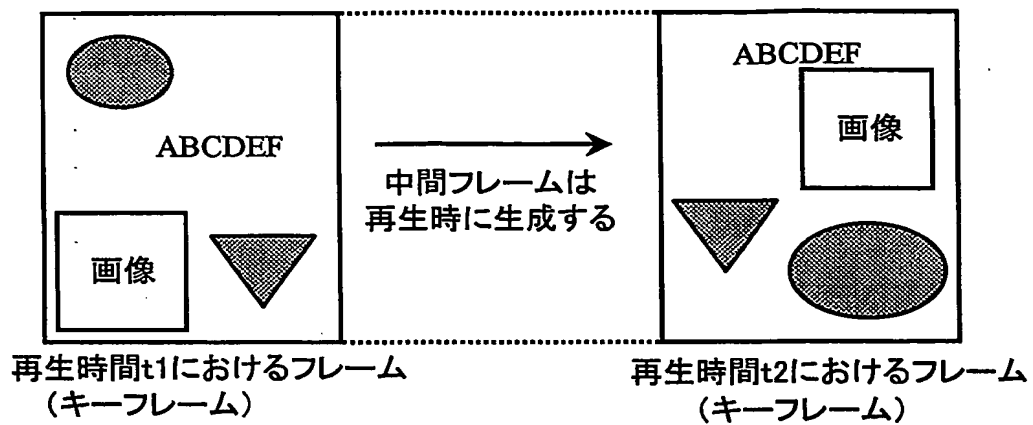 ABCDEF
画像
中間フレームは
再生時に生成する
ABCDEF
画像
再生時間t1におけるフレーム
(キーフレーム)
再生時間t2におけるフレーム
(キーフレーム)